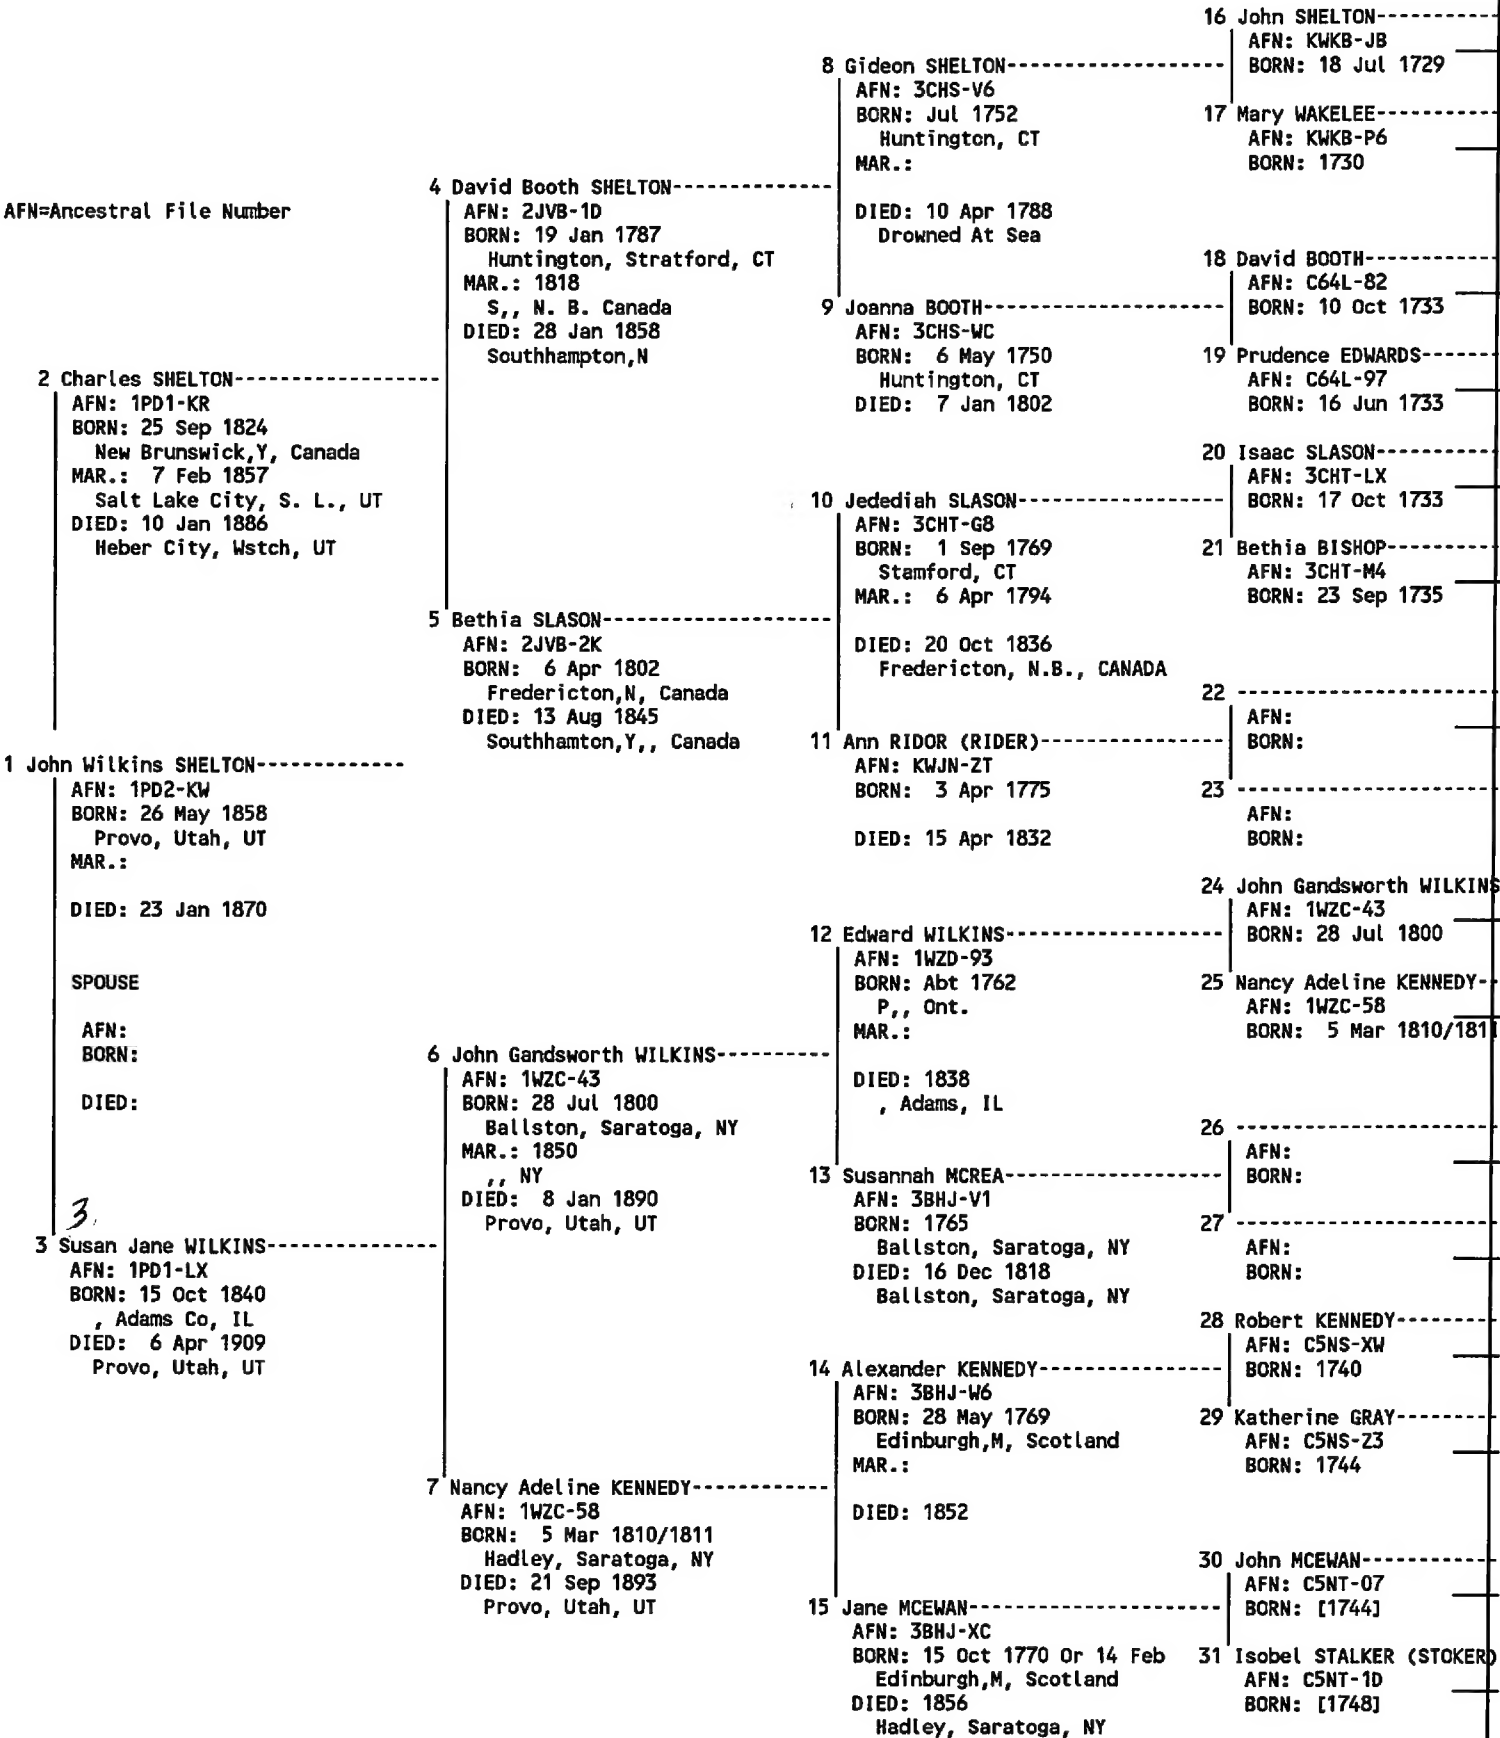 AFN=Ancestral File Number
1 John Wilkins SHELTON-------------
AFN: 1PD2-KW
BORN: 26 May 1858
Provo, Utah, UT
MAR.:
DIED: 23 Jan 1870
SPOUSE
AFN:
BORN:
DIED:
2 Charles SHELTON------------------
AFN: 1PD1-KR
BORN: 25 Sep 1824
New Brunswick,Y, Canada
MAR.: 7 Feb 1857
Salt Lake City, S. L., UT
DIED: 10 Jan 1886
Heber City, Wstch, UT
3.
3 Susan Jane WILKINS---------------
AFN: 1PD1-LX
BORN: 15 Oct 1840
, Adams Co, IL
DIED: 6 Apr 1909
Provo, Utah, UT
4 David Booth SHELTON--------------
AFN: 2JVB-1D
BORN: 19 Jan 1787
Huntington, Stratford, CT
MAR.: 1818
S,, N. B. Canada
DIED: 28 Jan 1858
Southhampton,N
5 Bethia SLASON--------------------
AFN: 2JVB-2K
BORN: 6 Apr 1802
Fredericton,N, Canada
DIED: 13 Aug 1845
Southhamton,Y,, Canada
6 John Gandsworth WILKINS---------
AFN: 1WZC-43
BORN: 28 Jul 1800
Ballston, Saratoga, NY
MAR.: 1850
,, NY
DIED: 8 Jan 1890
Provo, Utah, UT
7 Nancy Adeline KENNEDY------------
AFN: 1WZC-58
BORN: 5 Mar 1810/1811
Hadley, Saratoga, NY
DIED: 21 Sep 1893
Provo, Utah, UT
8 Gideon SHELTON-------------------
AFN: 3CHS-V6
BORN: Jul 1752
Huntington, CT
MAR.:
DIED: 10 Apr 1788
Drowned At Sea
9 Joanna BOOTH---------------------
AFN: 3CHS-WC
BORN: 6 May 1750
Huntington, CT
DIED: 7 Jan 1802
10 Jedediah SLASON------------------
AFN: 3CHT-G8
BORN: 1 Sep 1769
Stamford, CT
MAR.: 6 Apr 1794
DIED: 20 Oct 1836
Fredericton, N.B., CANADA
11 Ann RIDOR (RIDER)----------------
AFN: KWJN-ZT
BORN: 3 Apr 1775
DIED: 15 Apr 1832
12 Edward WILKINS-------------------
AFN: 1WZD-93
BORN: Abt 1762
P,, Ont.
MAR.:
DIED: 1838
, Adams, IL
13 Susannah MCREA-------------------
AFN: 3BHJ-V1
BORN: 1765
Ballston, Saratoga, NY
DIED: 16 Dec 1818
Ballston, Saratoga, NY
14 Alexander KENNEDY----------------
AFN: 3BHJ-W6
BORN: 28 May 1769
Edinburgh,M, Scotland
MAR.:
DIED: 1852
15 Jane MCEWAN----------------------
AFN: 3BHJ-XC
BORN: 15 Oct 1770 Or 14 Feb
Edinburgh,M, Scotland
DIED: 1856
Hadley, Saratoga, NY
16 John SHELTON----------
AFN: KWKB-JB
BORN: 18 Jul 1729
17 Mary WAKELEE----------
AFN: KWKB-P6
BORN: 1730
18 David BOOTH-----------
AFN: C64L-82
BORN: 10 Oct 1733
19 Prudence EDWARDS------
AFN: C64L-97
BORN: 16 Jun 1733
20 Isaac SLASON----------
AFN: 3CHT-LX
BORN: 17 Oct 1733
21 Bethia BISHOP---------
AFN: 3CHT-M4
BORN: 23 Sep 1735
22 ----------------------
AFN:
BORN:
23 ----------------------
AFN:
BORN:
24 John Gandsworth WILKINS
AFN: 1WZC-43
BORN: 28 Jul 1800
25 Nancy Adeline KENNEDY--
AFN: 1WZC-58
BORN: 5 Mar 1810/1811
26 ----------------------
AFN:
BORN:
27 ----------------------
AFN:
BORN:
28 Robert KENNEDY--------
AFN: C5NS-XW
BORN: 1740
29 Katherine GRAY--------
AFN: C5NS-Z3
BORN: 1744
30 John MCEWAN-----------
AFN: C5NT-07
BORN: [1744]
31 Isobel STALKER (STOKER)
AFN: C5NT-1D
BORN: [1748]